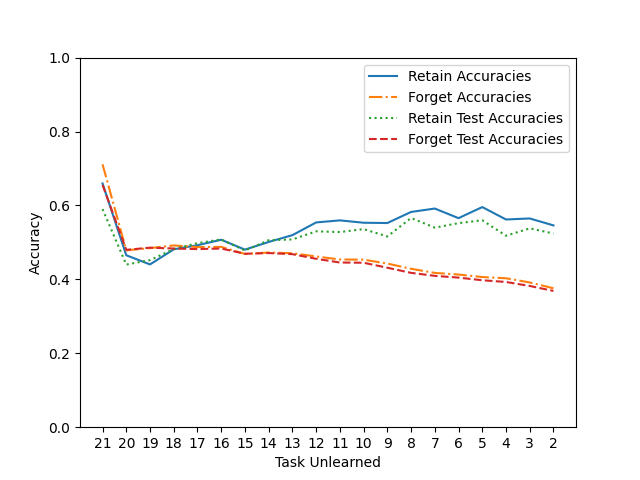 1.0
0.8
0.6
0.4
0.2
0.0
Accuracy
Retain Accuracies
Forget Accuracies
Retain Test Accuracies
Forget Test Accuracies
21 20 19 18 17 16 15 14 13 12 11 10 9 8 7 6 5 4 3 2
Task Unlearned